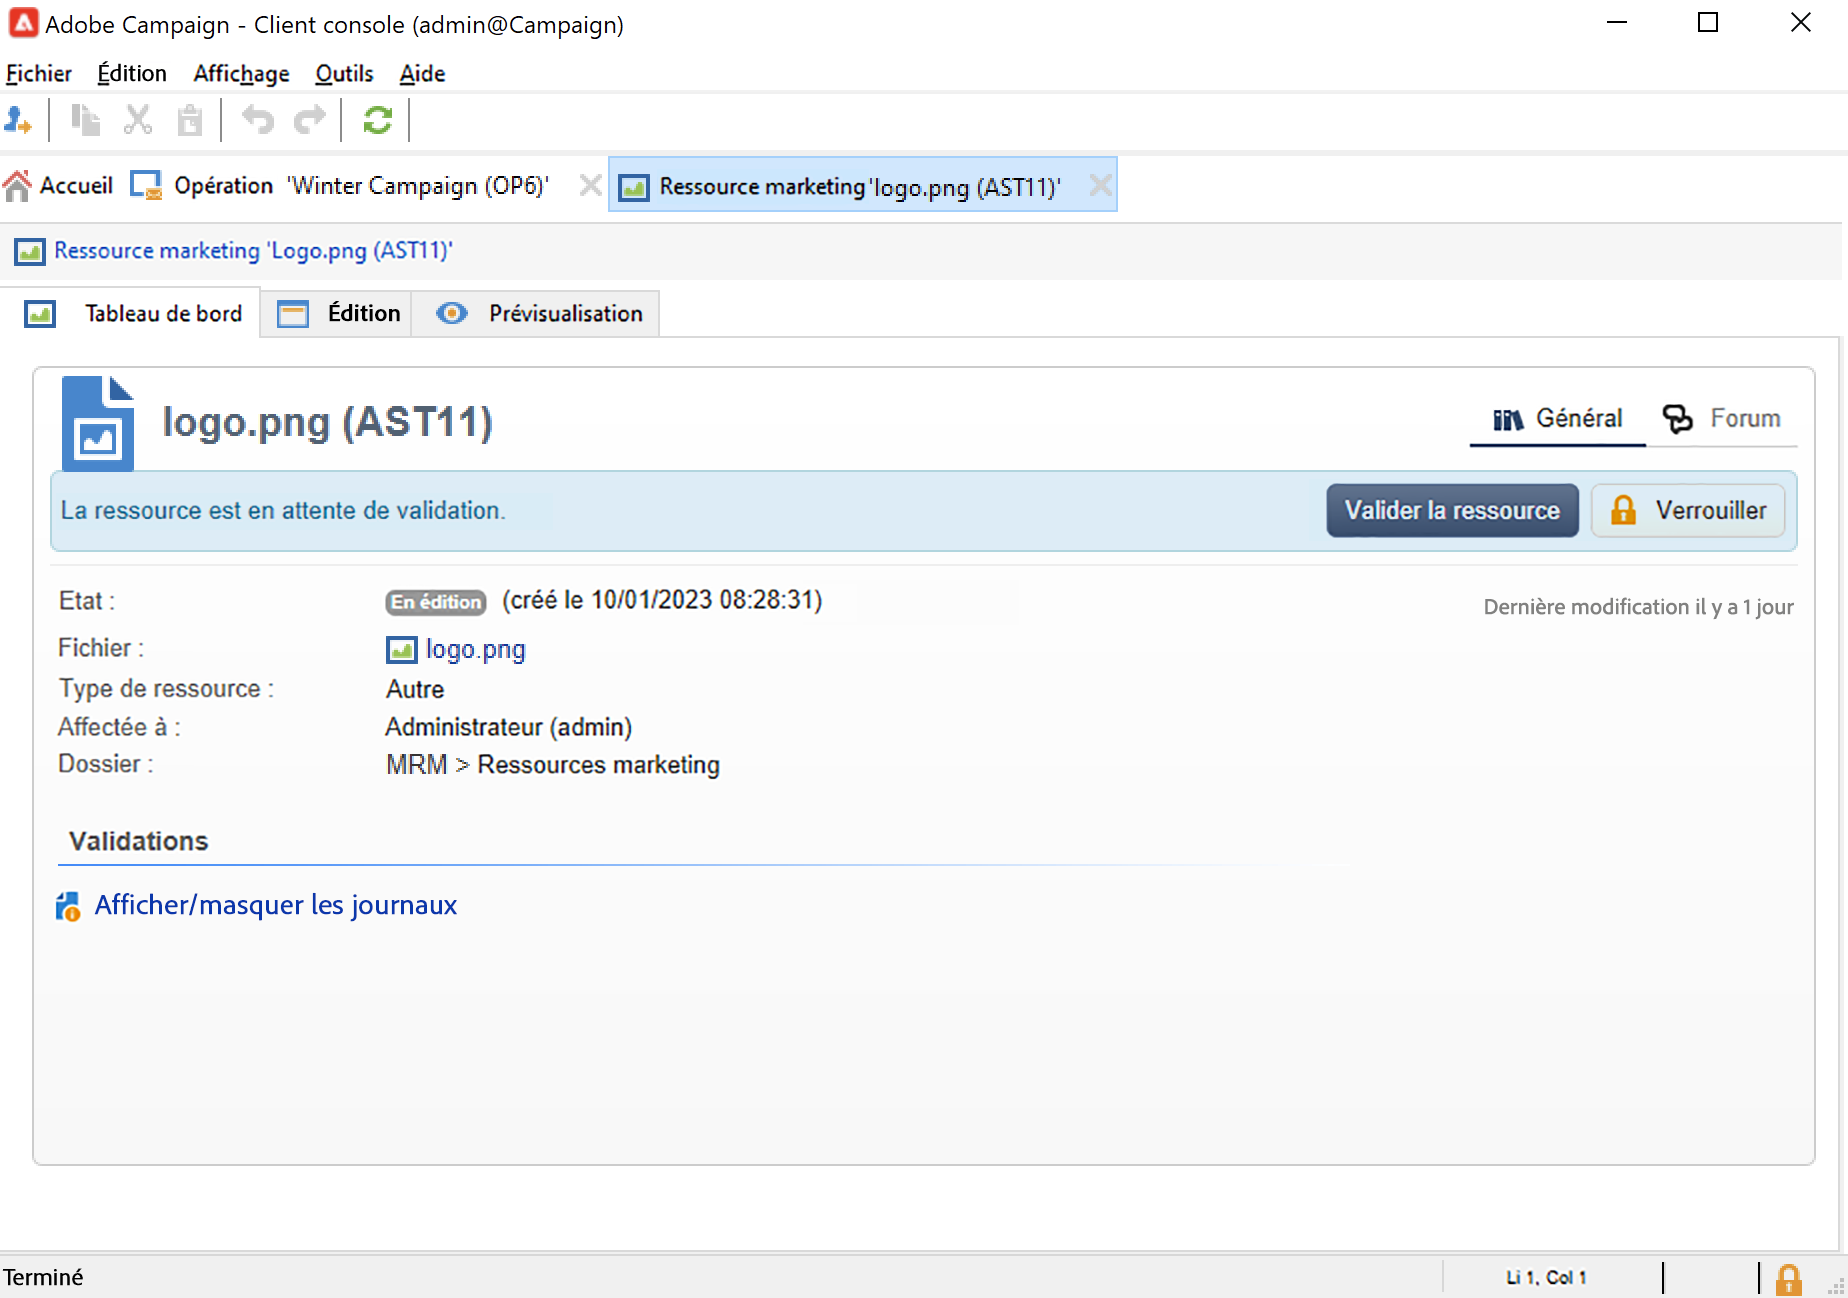 Adobe Campaign - Client console (admin@Campaign)
Fichier Édition Affichage Outils Aide
Accueil Opération 'Winter Campaign (OP6)' Ressource marketing'logo.png (AST11)'
Ressource marketing 'Logo.png (AST11)'
Tableau de bord Édition Prévisualisation
logo.png (AST11) Général Forum
La ressource est en attente de validation. Valider la ressource Verrouiller
Etat : En édition (créé le 10/01/2023 08:28:31) Dernière modification il y a 1 jour
Fichier : logo.png
Type de ressource : Autre
Affectée à : Administrateur (admin)
Dossier : MRM > Ressources marketing
Validations
Afficher/masquer les journaux
Terminé Li 1, Col 1